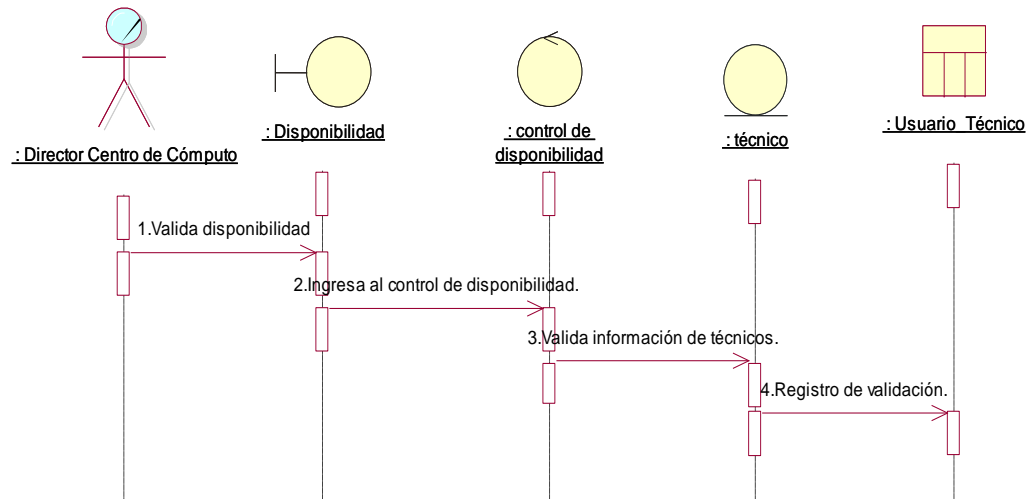 : Director Centro de Cómputo
: Disponibilidad
: control de
disponibilidad
: técnico
: Usuario Técnico
1.Valida disponibilidad
2.Ingresa al control de disponibilidad.
3.Valida información de técnicos.
4.Registro de validación.